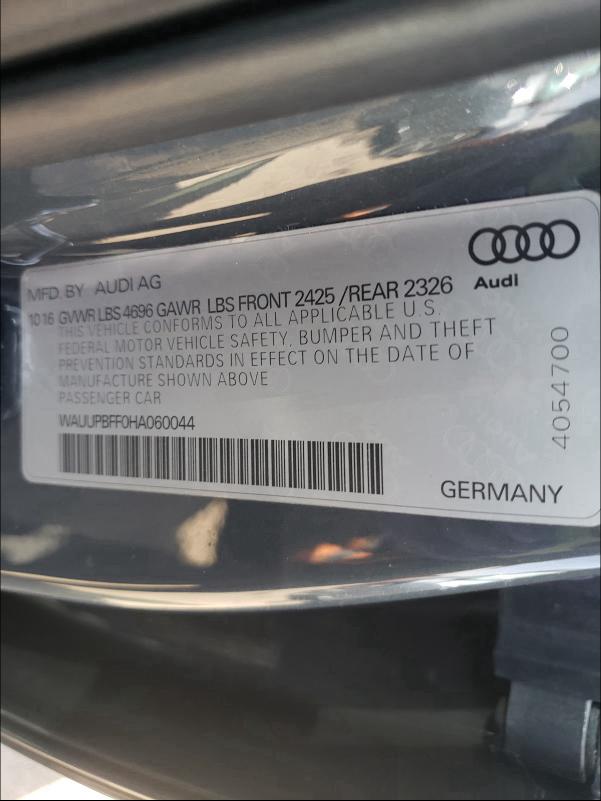 MFD. BY AUDI AG
10 16 GVWR LBS 4696 GAWR LBS FRONT 2425 /REAR 2326
THIS VEHICLE CONFORMS TO ALL APPLICABLE U.S.
FEDERAL MOTOR VEHICLE SAFETY, BUMPER AND THEFT
PREVENTION STANDARDS IN EFFECT ON THE DATE OF
MANUFACTURE SHOWN ABOVE
PASSENGER CAR
WAUUPBFF0HA060044
Audi
4054700
GERMANY